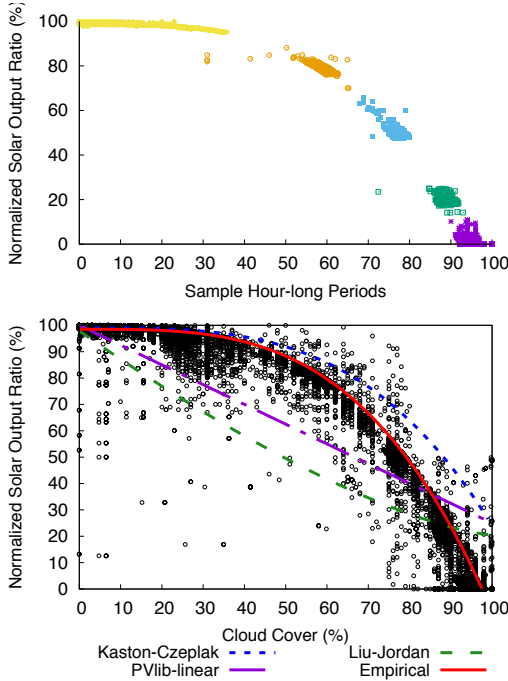 Normalized Solar Output Ratio (%)
100
80
60
40
20
0
0 10 20 30 40 50 60 70 80 90 100
Sample Hour-long Periods
Normalized Solar Output Ratio (%)
100
90
80
70
60
50
40
30
20
10
0
0 10 20 30 40 50 60 70 80 90 100
Cloud Cover (%)
Kaston-Czeplak Liu-Jordan
PVlib-linear Empirical